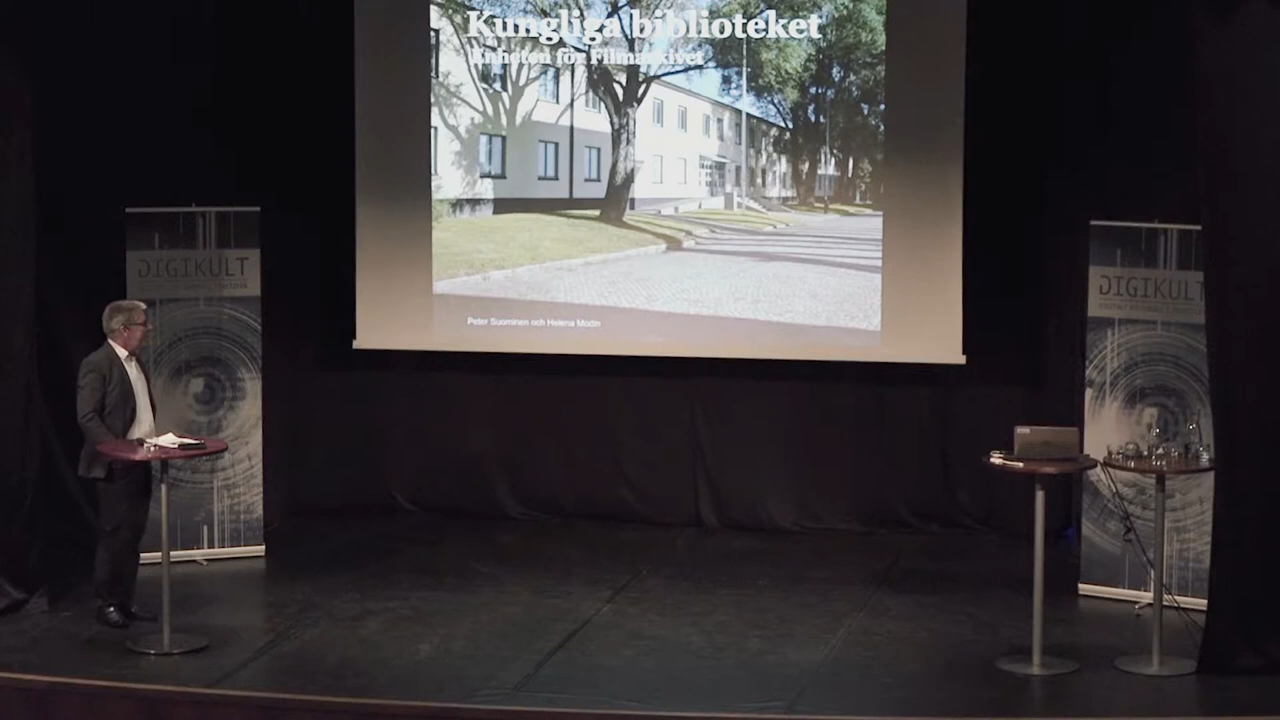 Kungliga biblioteket
Enheten för Filmarkivet
Peter Suominen och Helena Modin
DIGIKULT
DIGIKULT